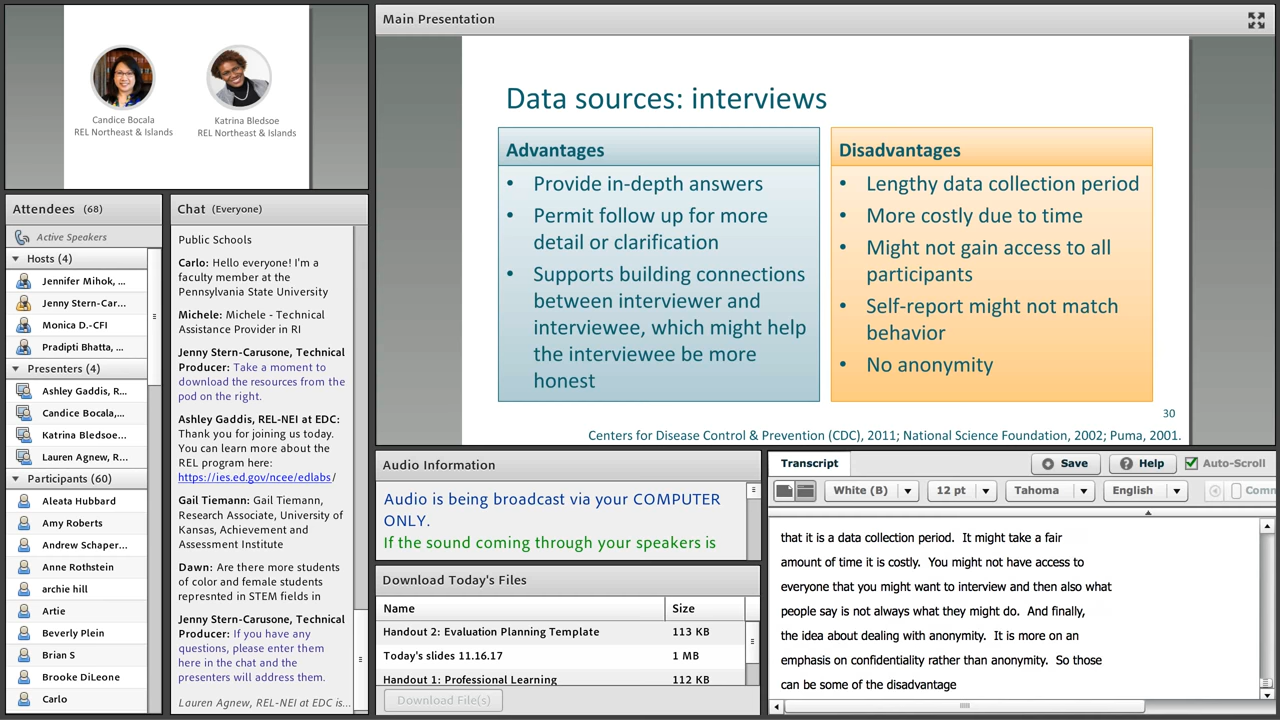 Candice Bocala
REL Northeast & Islands
Katrina Bledsoe
REL Northeast & Islands
Attendees (68)
Active Speakers
Hosts (4)
Jennifer Mihok, ...
Jenny Stern-Car...
Monica D.-CFI
Pradipti Bhatta, ...
Presenters (4)
Ashley Gaddis, R...
Candice Bocala,...
Katrina Bledsoe...
Lauren Agnew, R...
Participants (60)
Aleata Hubbard
Amy Roberts
Andrew Schaper...
Anne Rothstein
archie hill
Artie
Beverly Plein
Brian S
Brooke DiLeone
Carlo
Chat (Everyone)
Public Schools
Carlo: Hello everyone! I'm a
faculty member at the
Pennsylvania State University
Michele: Michele - Technical
Assistance Provider in RI
Jenny Stern-Carusone, Technical
Producer: Take a moment to
download the resources from the
pod on the right.
Ashley Gaddis, REL-NEI at EDC:
Thank you for joining us today.
You can learn more about the
REL program here:
https://ies.ed.gov/ncee/edlabs/
Gail Tiemann: Gail Tiemann,
Research Associate, University of
Kansas, Achievement and
Assessment Institute
Dawn: Are there more students
of color and female students
represnted in STEM fields in
Jenny Stern-Carusone, Technical
Producer: If you have any
questions, please enter them
here in the chat and the
presenters will address them.
Lauren Agnew, REL-NEI at EDC is...
Main Presentation
Data sources: interviews
Advantages
• Provide in-depth answers
• Permit follow up for more
detail or clarification
• Supports building connections
between interviewer and
interviewee, which might help
the interviewee be more
honest
Disadvantages
• Lengthy data collection period
• More costly due to time
• Might not gain access to all
participants
• Self-report might not match
behavior
• No anonymity
30
Centers for Disease Control & Prevention (CDC), 2011; National Science Foundation, 2002; Puma, 2001.
Audio Information
Audio is being broadcast via your COMPUTER
ONLY.
If the sound coming through your speakers is
Download Today's Files
Name Size
Handout 2: Evaluation Planning Template 113 KB
Today's slides 11.16.17 1 MB
Handout 1: Professional Learning 112 KB
Download File(s)
Transcript Save Help Auto-Scroll
White (B) 12 pt Tahoma English Comm
that it is a data collection period. It might take a fair
amount of time it is costly. You might not have access to
everyone that you might want to interview and then also what
people say is not always what they might do. And finally,
the idea about dealing with anonymity. It is more on an
emphasis on confidentiality rather than anonymity. So those
can be some of the disadvantage